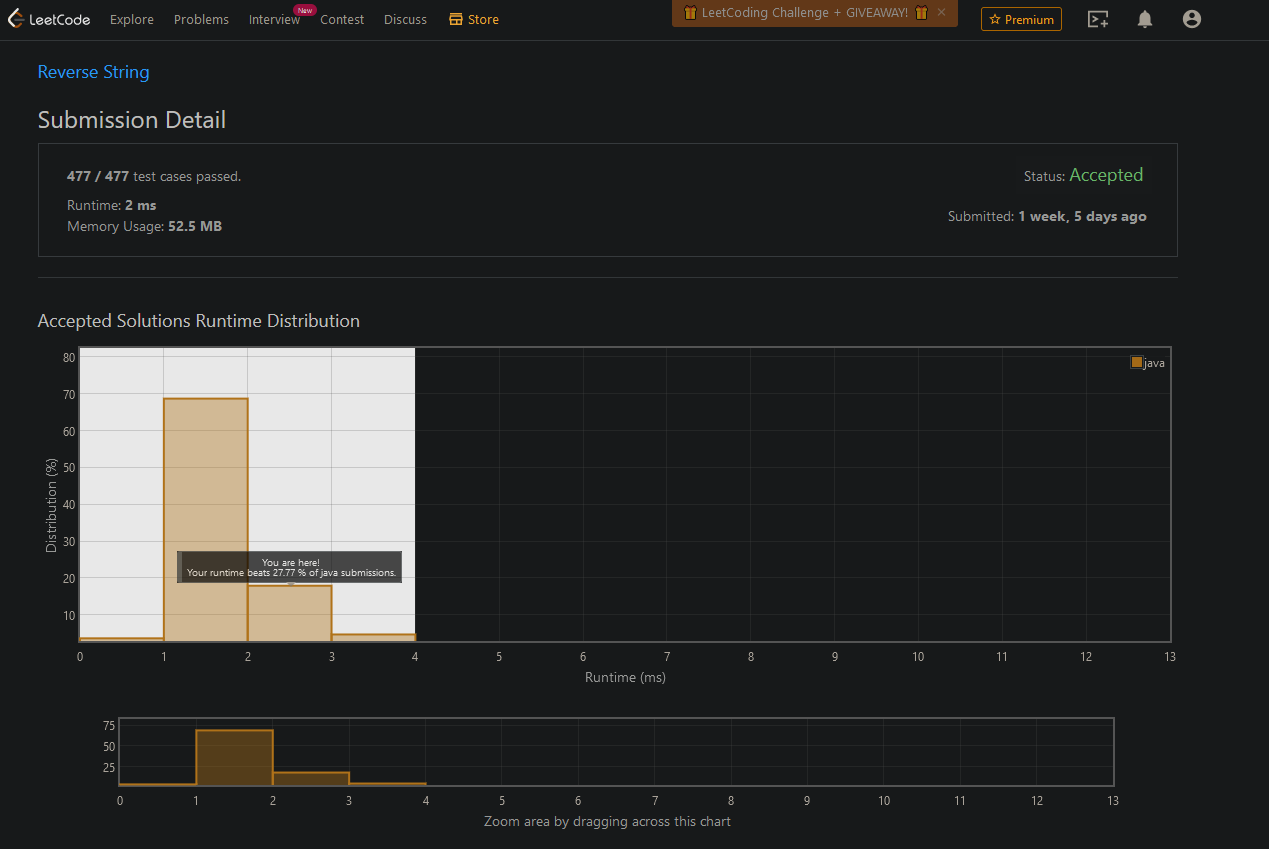 LeetCode Explore Problems Interview New Contest Discuss Store LeetCoding Challenge + GIVEAWAY! × Premium
Reverse String
Submission Detail
477 / 477 test cases passed.
Status: Accepted
Runtime: 2 ms
Memory Usage: 52.5 MB
Submitted: 1 week, 5 days ago
Accepted Solutions Runtime Distribution
java
80
70
60
50
40
30
20
10
Distribution (%)
You are here!
Your runtime beats 27.77 % of java submissions.
0 1 2 3 4 5 6 7 8 9 10 11 12 13
Runtime (ms)
75
50
25
0 1 2 3 4 5 6 7 8 9 10 11 12 13
Zoom area by dragging across this chart